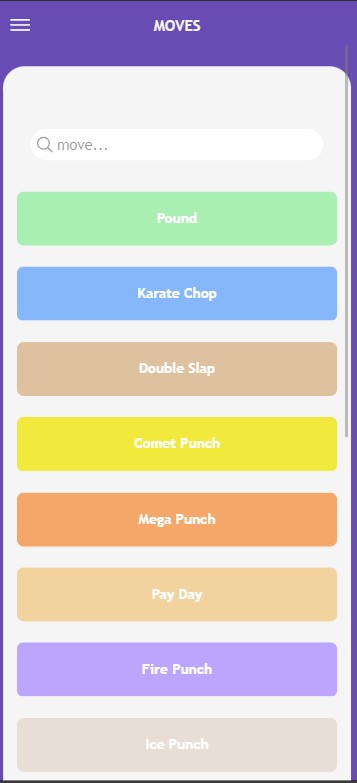 MOVES
move...
Pound
Karate Chop
Double Slap
Comet Punch
Mega Punch
Pay Day
Fire Punch
Ice Punch